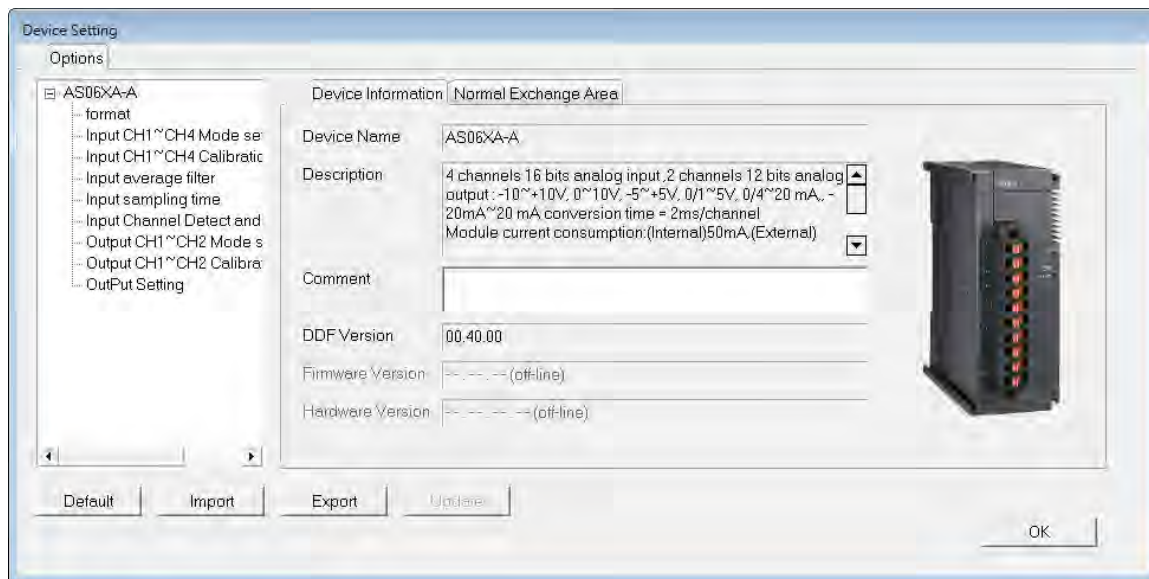 Device Setting
Options
AS06XA-A
format
Input CH1~CH4 Mode se
Input CH1~CH4 Calibratic
Input average filter
Input sampling time
Input Channel Detect and
Output CH1~CH2 Mode s
Output CH1~CH2 Calibra
OutPut Setting
Device Information Normal Exchange Area
Device Name AS06XA-A
Description 4 channels 16 bits analog input ,2 channels 12 bits analog
output : -10~+10V, 0~10V, -5~+5V, 0/1~5V, 0/4~20 mA,, -
20mA~20 mA conversion time = 2ms/channel
Module current consumption:(Internal)50mA,(External)
Comment
DDF Version 00.40.00
Firmware Version --.--.-- (off-line)
Hardware Version --.--.--.-- (off-line)
Default Import Export Update
OK